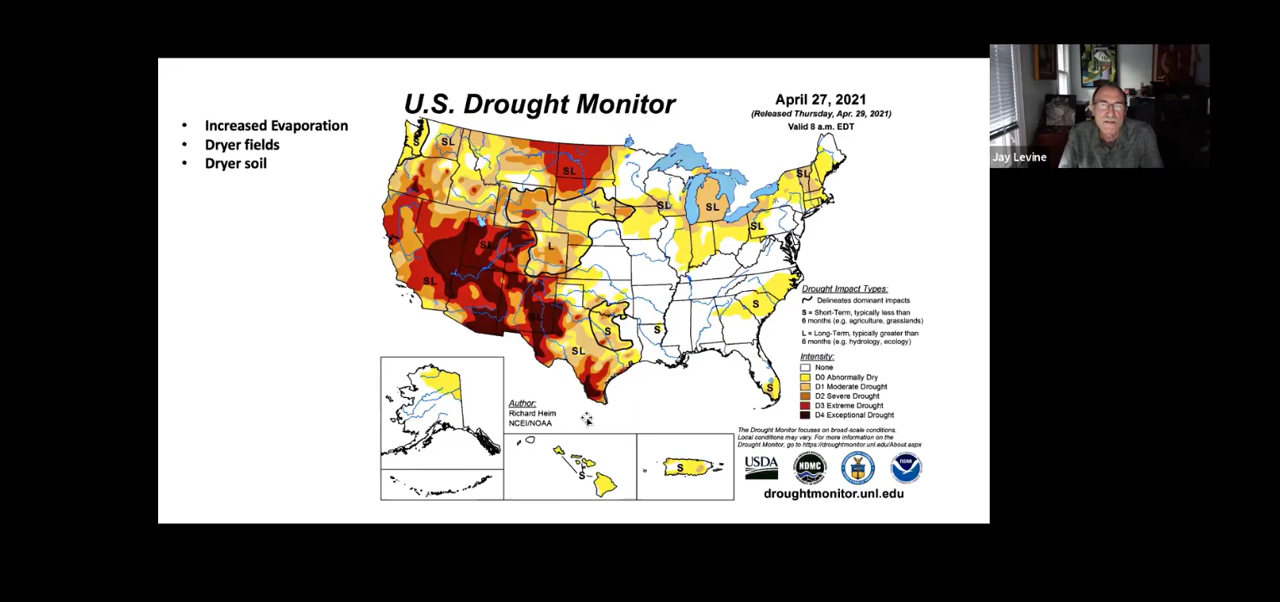 U.S. Drought Monitor
April 27, 2021
(Released Thursday, Apr. 29, 2021)
Valid 8 a.m. EDT
Jay Levine
• Increased Evaporation
• Dryer fields
• Dryer soil
S
SL
SL
SL
L
SL
SL
SL
SL
SL
L
SL
S
S
S
SL
S
Drought Impact Types:
Delineates dominant impacts
S = Short-Term, typically less than
6 months (e.g. agriculture, grasslands)
L = Long-Term, typically greater than
6 months (e.g. hydrology, ecology)
Intensity:
None
D0 Abnormally Dry
D1 Moderate Drought
D2 Severe Drought
D3 Extreme Drought
D4 Exceptional Drought
Author:
Richard Heim
NCEI/NOAA
S
S
The Drought Monitor focuses on broad-scale conditions.
Local conditions may vary. For more information on the
Drought Monitor, go to https://droughtmonitor.unl.edu/About.aspx
USDA
NDMC
NOAA
droughtmonitor.unl.edu